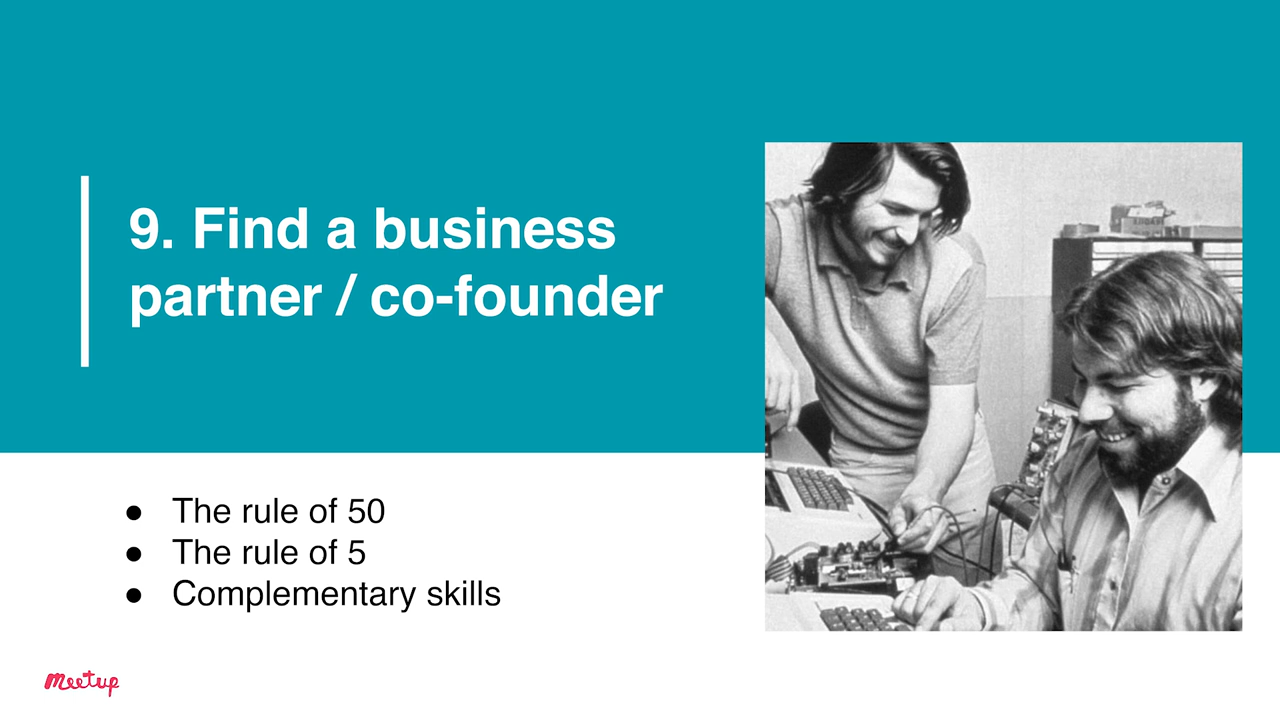 9. Find a business
partner / co-founder
● The rule of 50
● The rule of 5
● Complementary skills
meetup